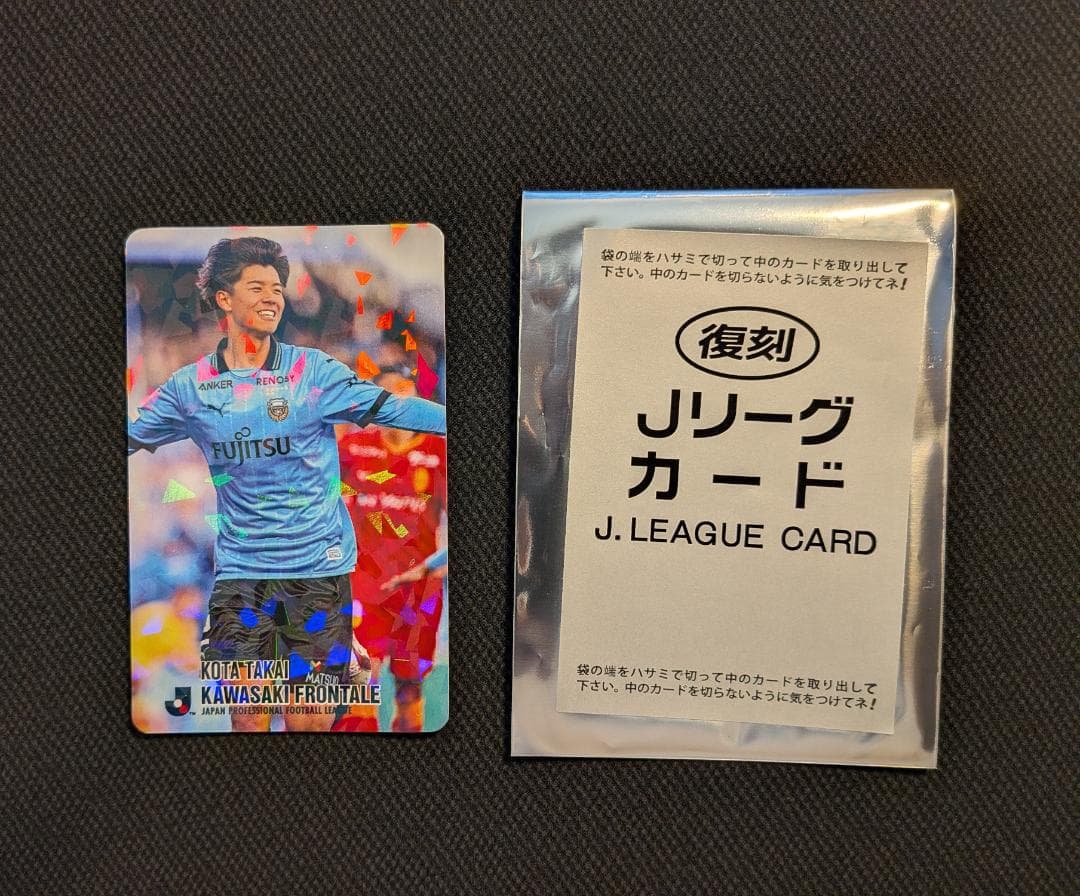 ANKER
RENOSY
FUJITSU
KOTA TAKAI
MATSUO
KAWASAKI FRONTALE
JAPAN PROFESSIONAL FOOTBALL LEAGUE
TM
袋の端をハサミで切って中のカードを取り出して
下さい。中のカードを切らないように気をつけてネ!
復刻
Jリーグ
カード
J. LEAGUE CARD
袋の端をハサミで切って中のカードを取り出して
下さい。中のカードを切らないように気をつけてネ!